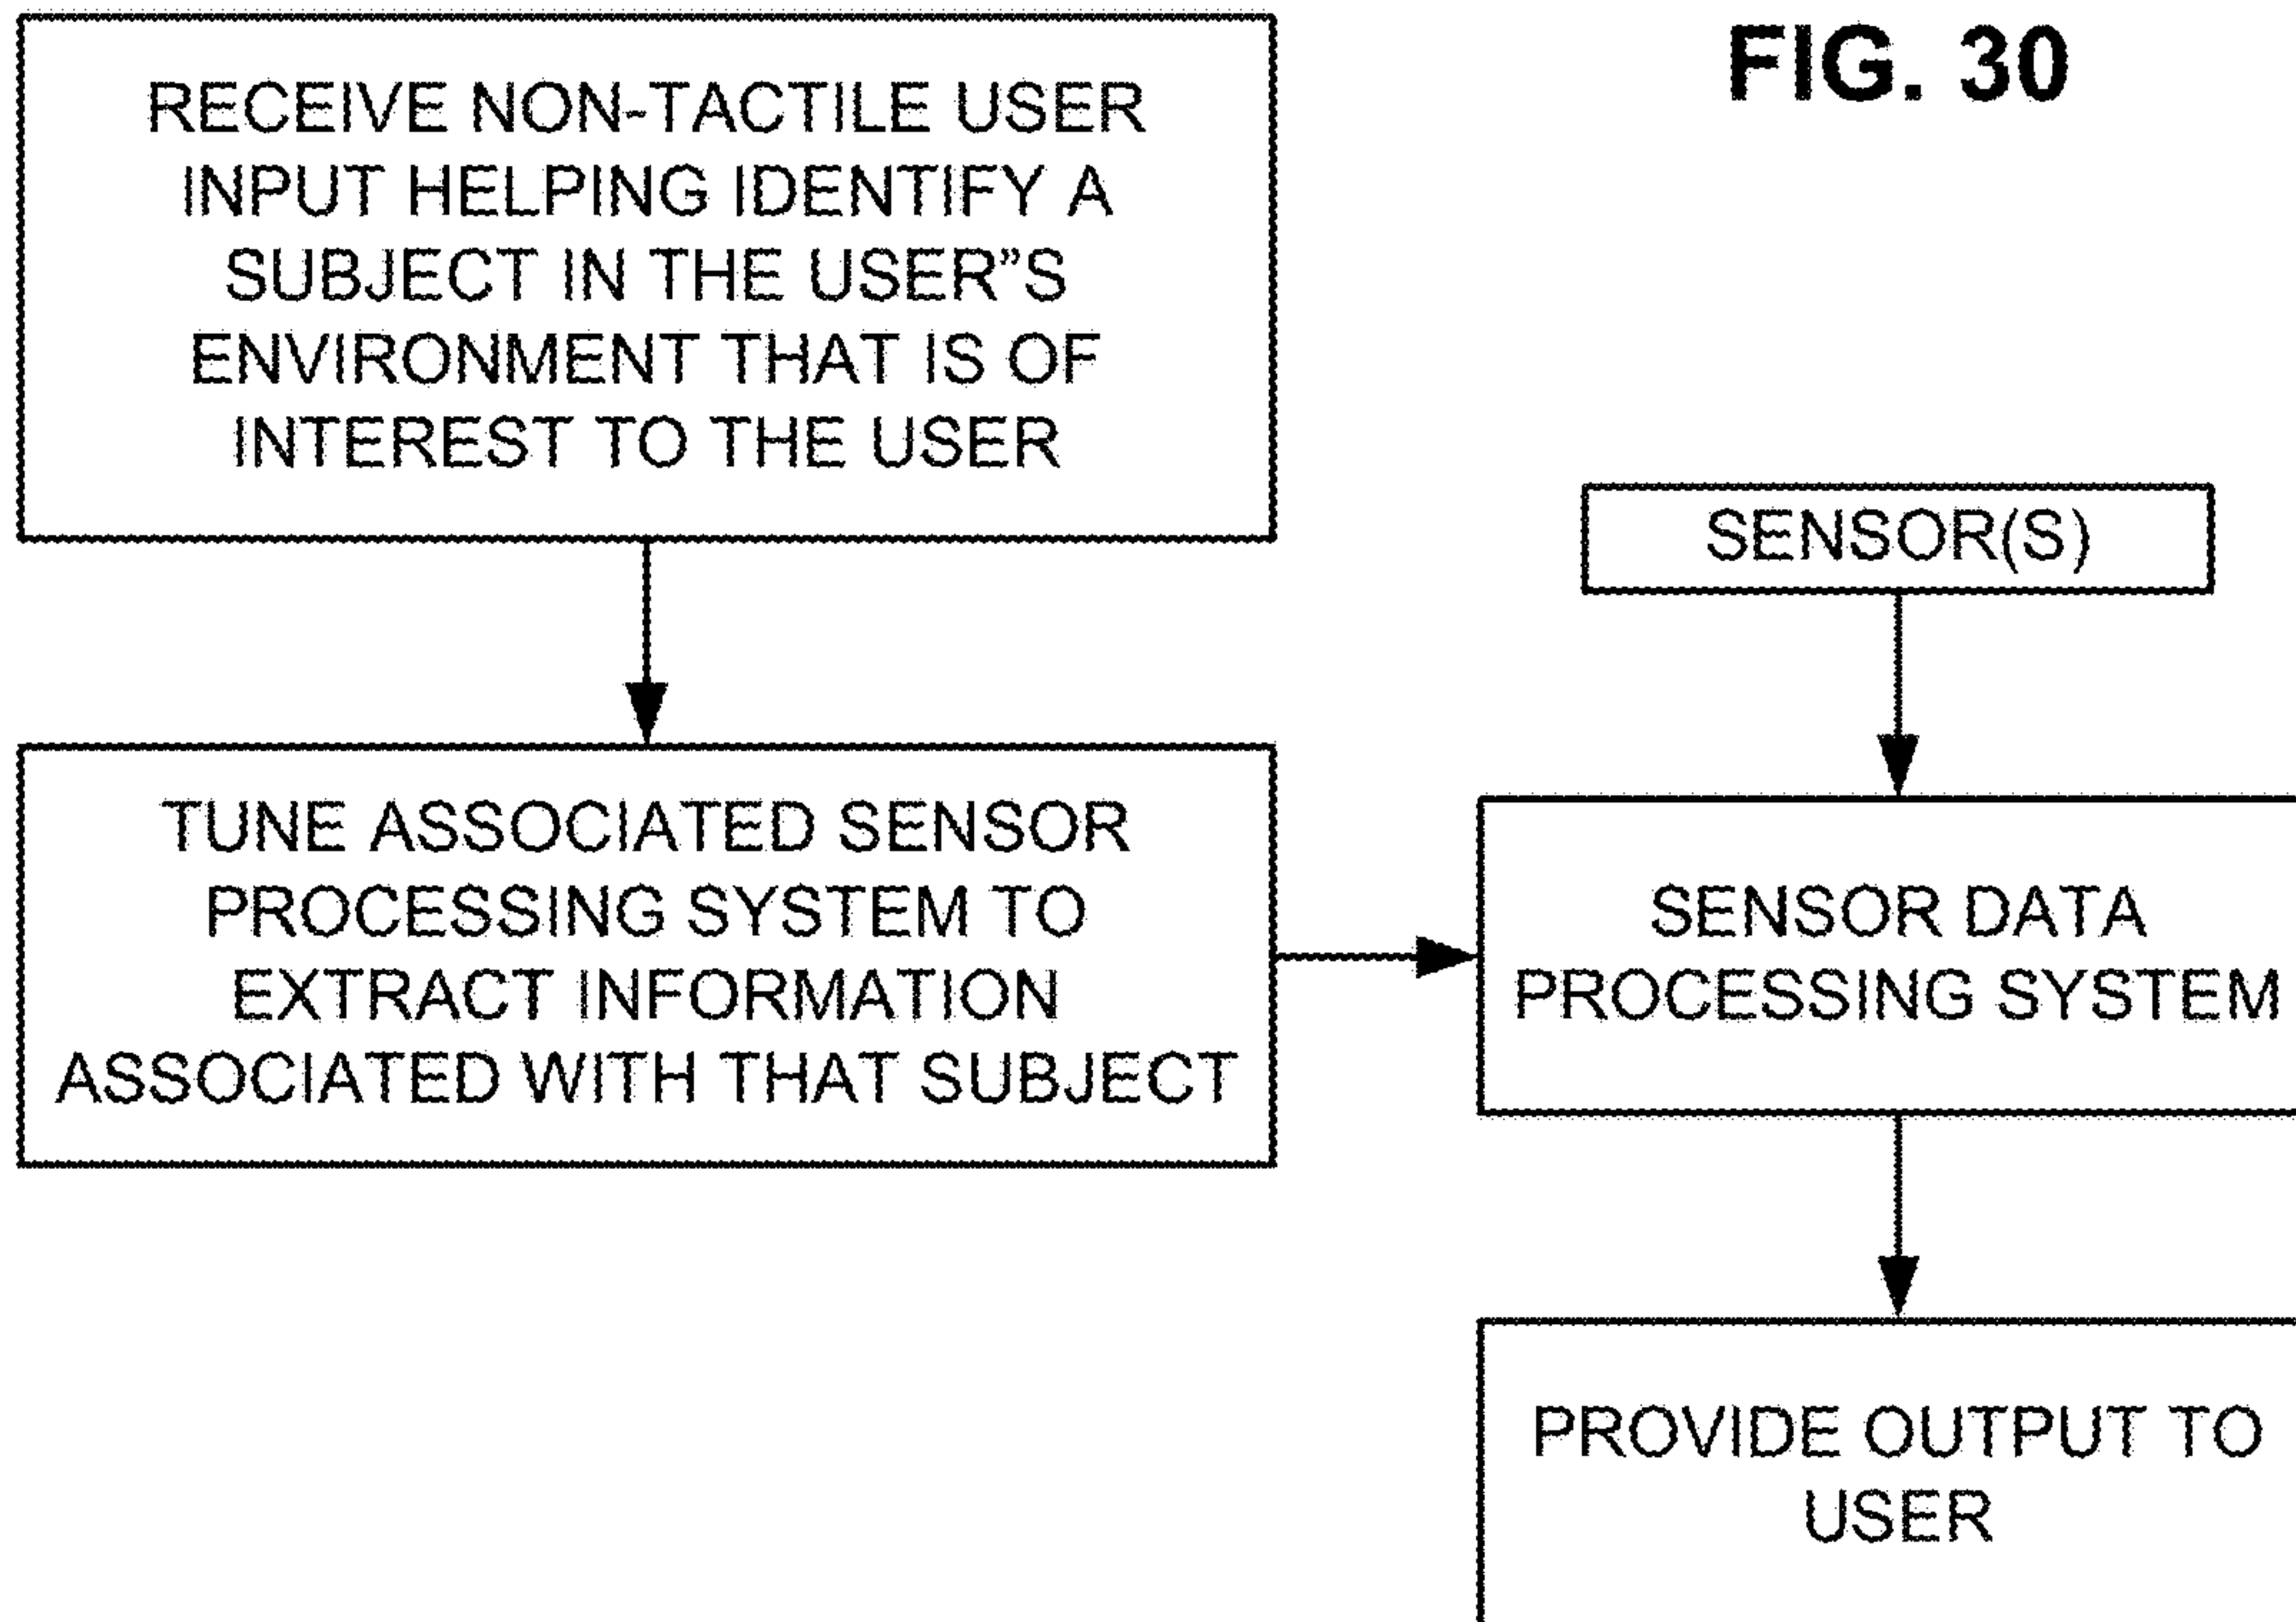 FIG. 30
RECEIVE NON-TACTILE USER
INPUT HELPING IDENTIFY A
SUBJECT IN THE USER”S
ENVIRONMENT THAT IS OF
INTEREST TO THE USER
SENSOR(S)
TUNE ASSOCIATED SENSOR
PROCESSING SYSTEM TO
EXTRACT INFORMATION
ASSOCIATED WITH THAT SUBJECT
SENSOR DATA
PROCESSING SYSTEM
PROVIDE OUTPUT TO
USER